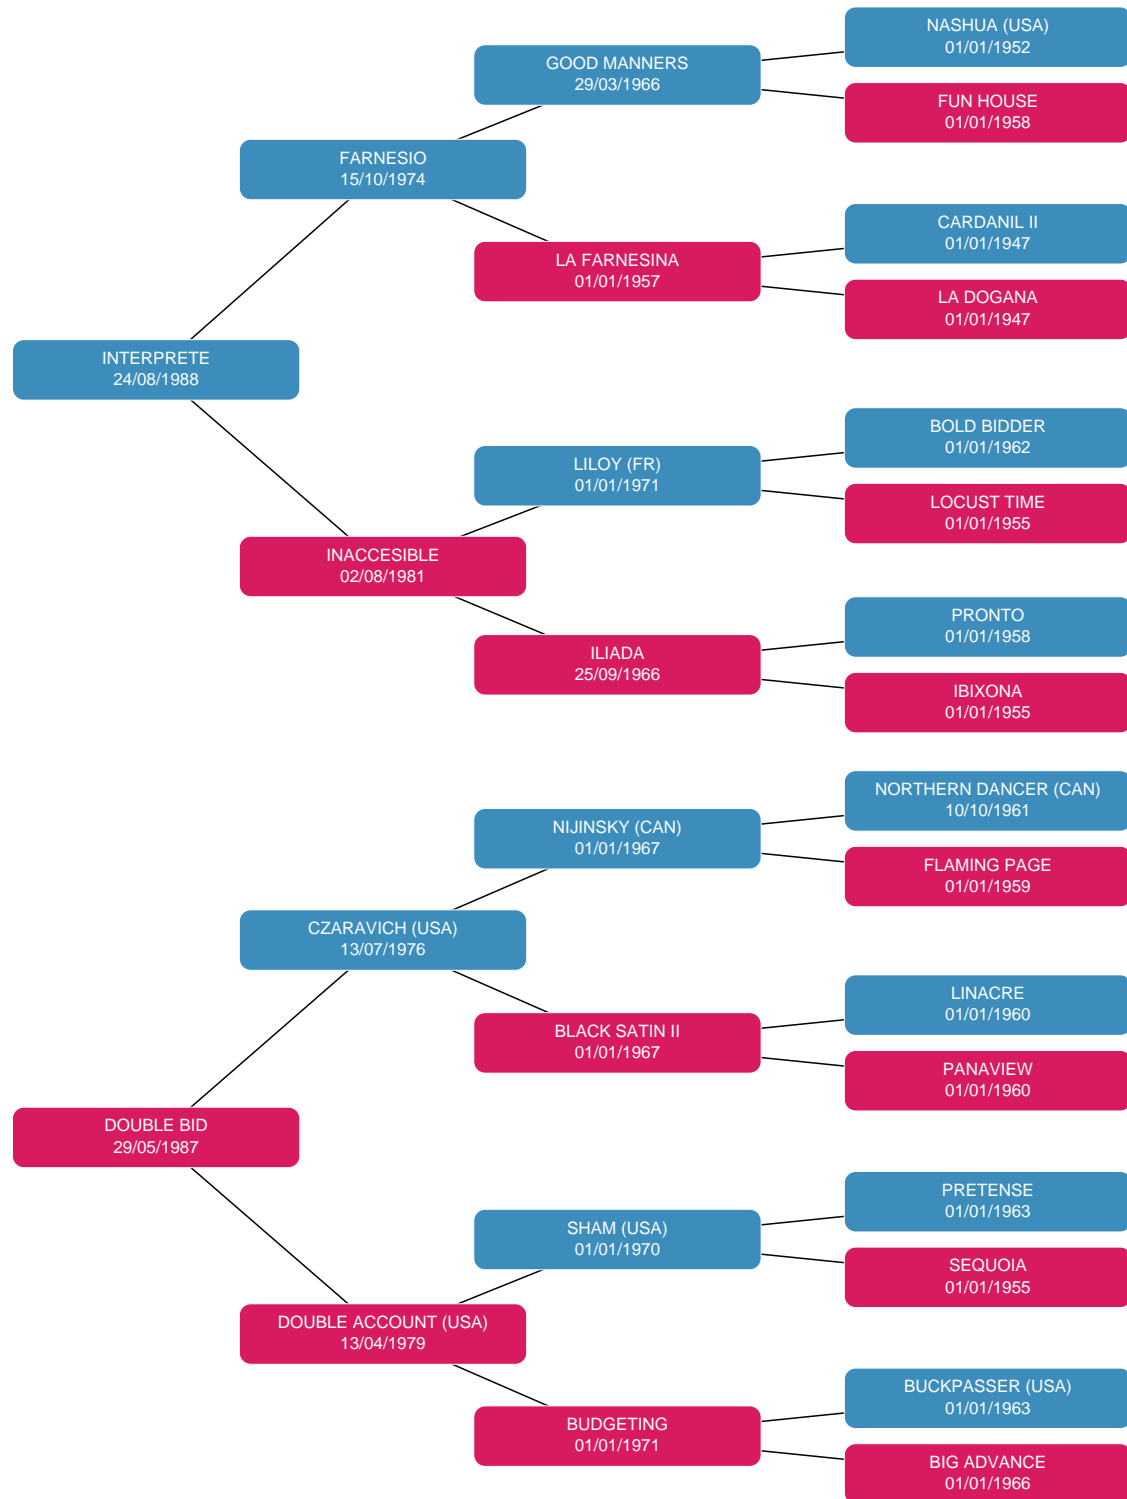 NASHUA (USA)
01/01/1952
GOOD MANNERS
29/03/1966
FUN HOUSE
01/01/1958
FARNESIO
15/10/1974
CARDANIL II
01/01/1947
LA FARNESINA
01/01/1957
LA DOGANA
01/01/1947
INTERPRETE
24/08/1988
BOLD BIDDER
01/01/1962
LILOY (FR)
01/01/1971
LOCUST TIME
01/01/1955
INACCESIBLE
02/08/1981
PRONTO
01/01/1958
ILIADA
25/09/1966
IBIXONA
01/01/1955
NORTHERN DANCER (CAN)
10/10/1961
NIJINSKY (CAN)
01/01/1967
FLAMING PAGE
01/01/1959
CZARAVICH (USA)
13/07/1976
LINACRE
01/01/1960
BLACK SATIN II
01/01/1967
PANAVIEW
01/01/1960
DOUBLE BID
29/05/1987
PRETENSE
01/01/1963
SHAM (USA)
01/01/1970
SEQUOIA
01/01/1955
DOUBLE ACCOUNT (USA)
13/04/1979
BUCKPASSER (USA)
01/01/1963
BUDGETING
01/01/1971
BIG ADVANCE
01/01/1966